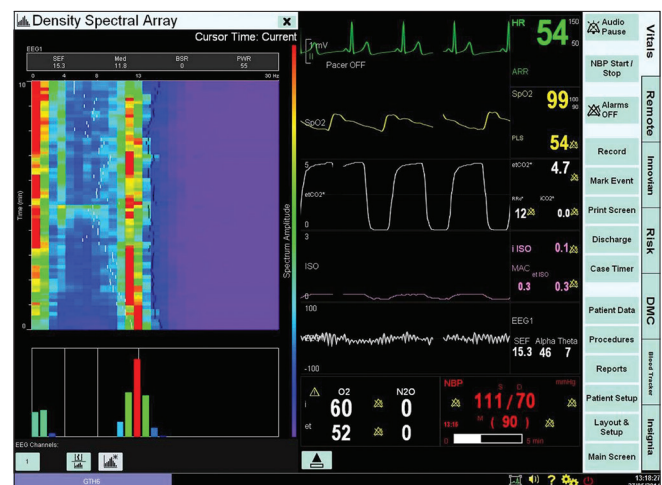 Density Spectral Array
x
Cursor Time: Current
EEG1
SEF Med BSR PWR
15.3 11.8 0 55
0 4 8 13 30 Hz
10
Time (min)
0
Spectrum Amplitude
EEG Channels:
1
GTH6
1mV
II
Pacer OFF
HR
54
150
50
ARR
SpO2
SpO2
99
100
90
PLS
54
5
etCO2*
0
etCO2*
4.7
RRc* iCO2*
12 0.0
3
ISO
0
i ISO 0.1
MAC et ISO
0.3 0.3
100
-100
EEG1
SEF Alpha Theta
15.3 46 7
O2 N2O
i 60 0
et 52 0
NBP S D mmHg
111 / 70
13:16 M ( 90 )
0 5 min
Audio
Pause
NBP Start /
Stop
Alarms
OFF
Record
Mark Event
Print Screen
Discharge
Case Timer
Patient Data
Procedures
Reports
Patient Setup
Layout &
Setup
Main Screen
Vitals
Remote
Innovian
Risk
DMC
Blood Tracker
Insignia
?
13:18:27